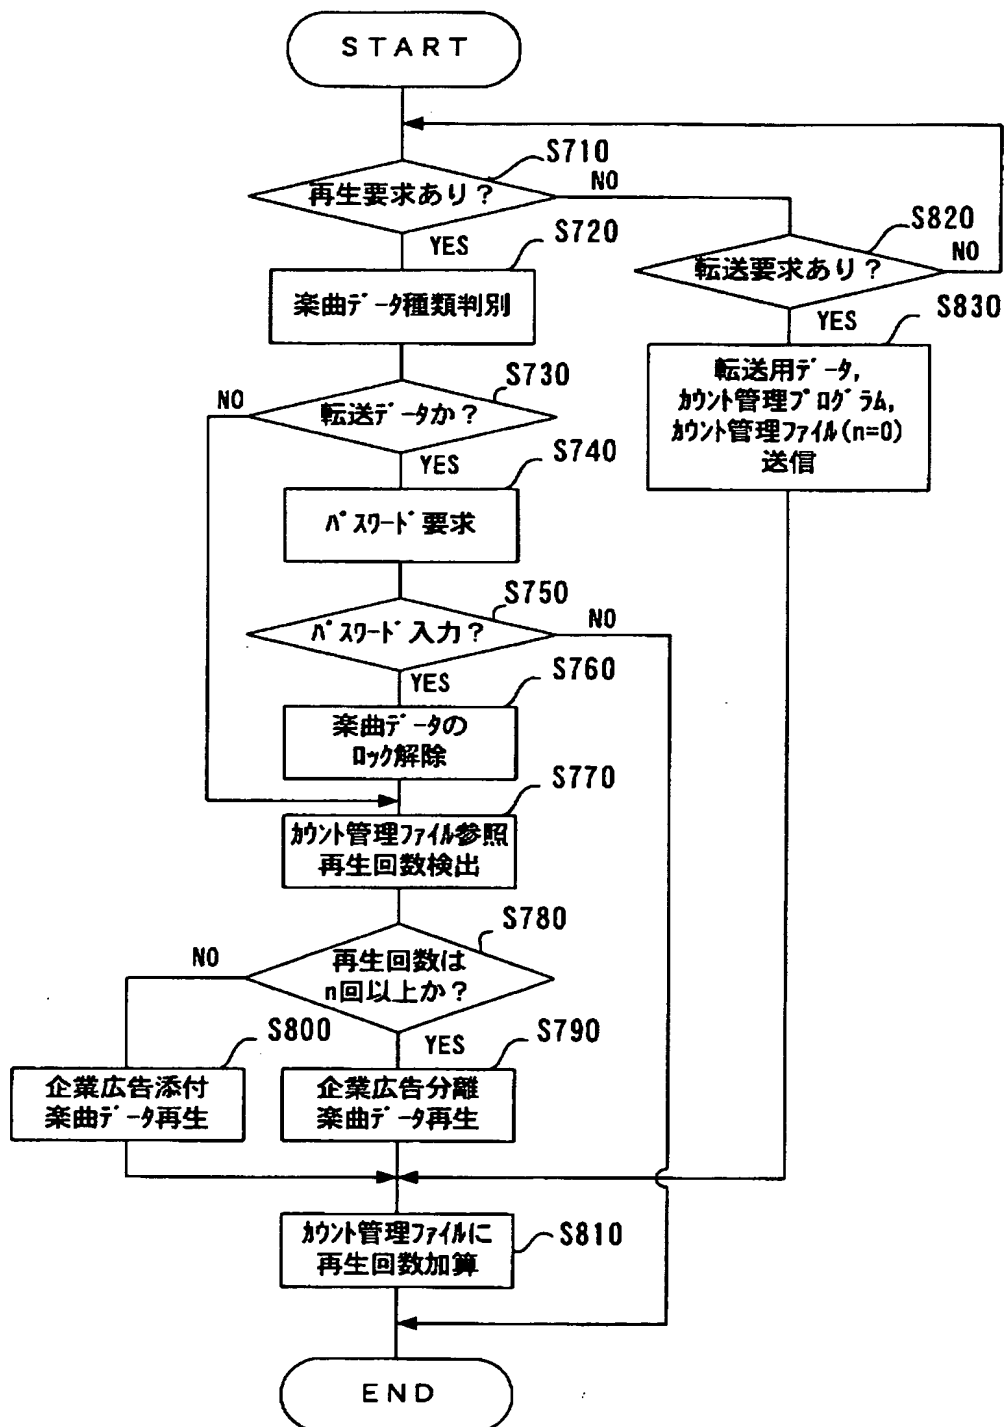 START
S710
再生要求あり?
NO
YES
S720
S820
転送要求あり?
NO
YES
楽曲データ種類判別
S830
転送用データ,
カウント管理プログラム,
カウント管理ファイル(n=0)
送信
S730
NO
転送データか?
YES
S740
パスワード要求
S750
パスワード入力?
NO
YES
S760
楽曲データの
ロック解除
S770
カウント管理ファイル参照
再生回数検出
S780
NO
再生回数は
n回以上か?
YES
S800
S790
企業広告添付
楽曲データ再生
企業広告分離
楽曲データ再生
カウント管理ファイルに
再生回数加算
S810
END